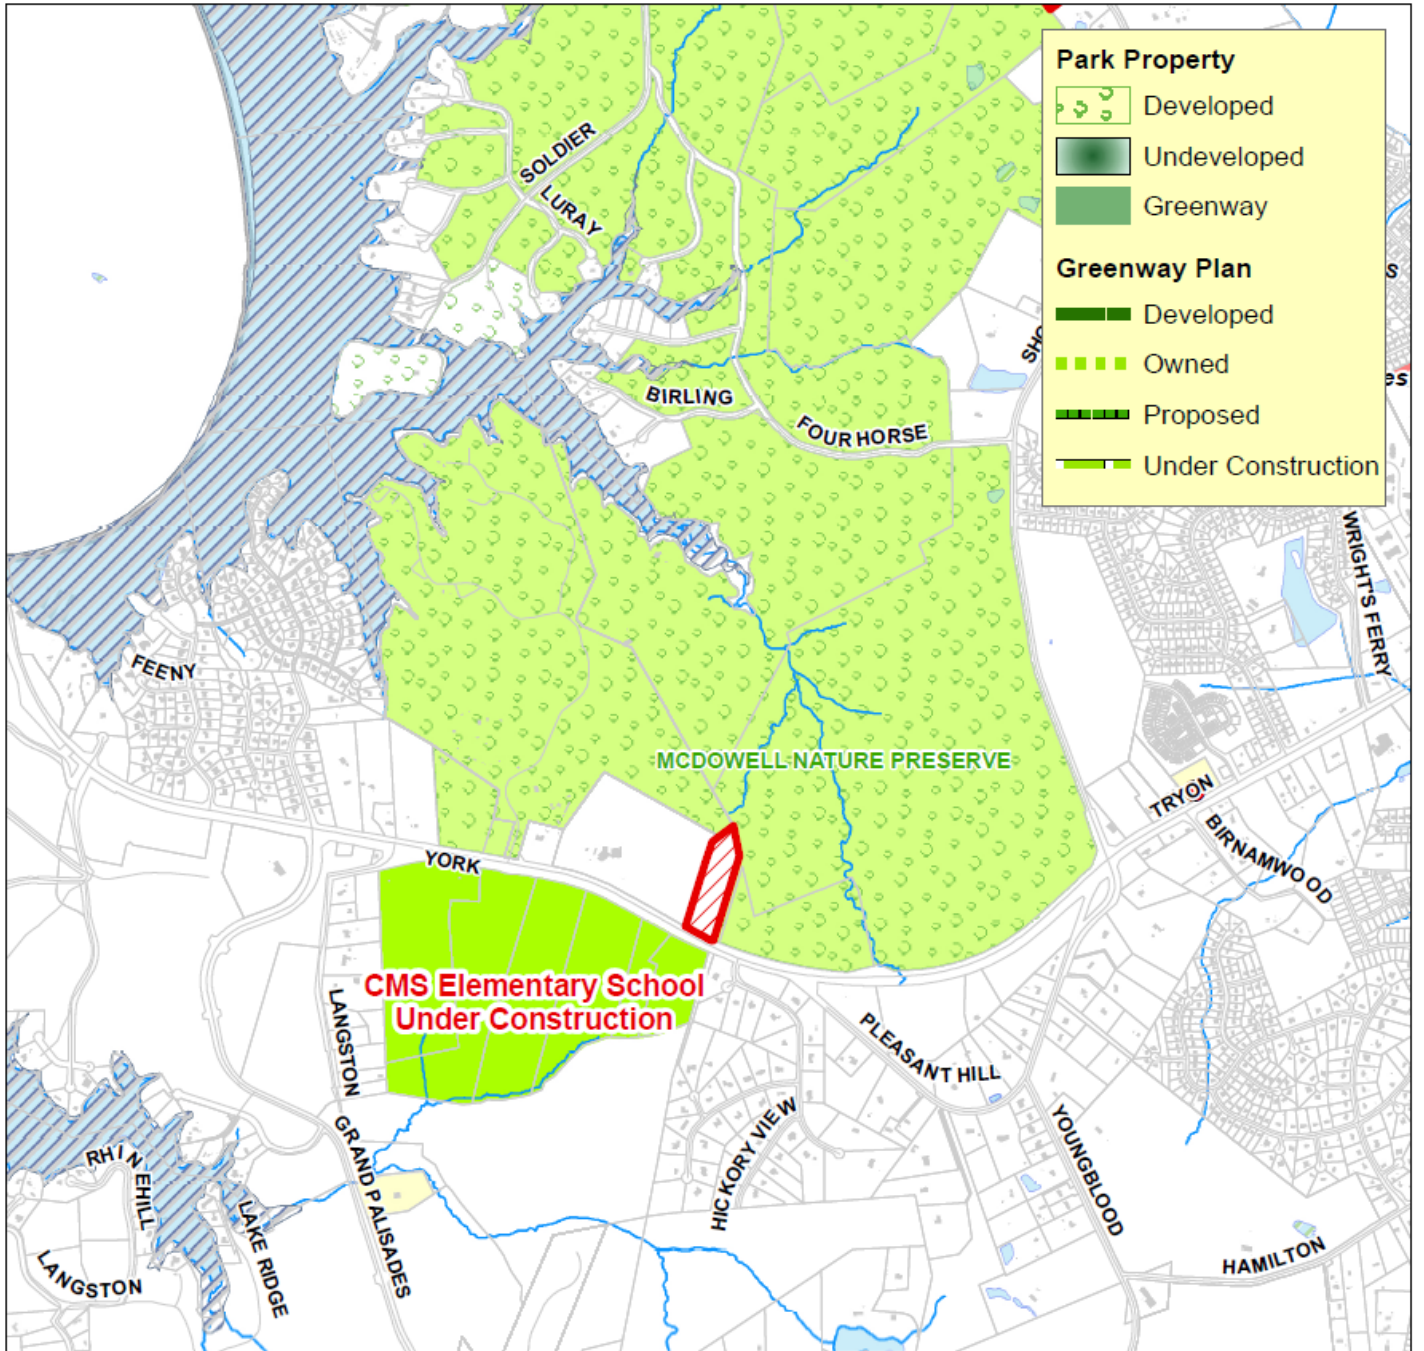 Park Property
Developed
Undeveloped
Greenway
Greenway Plan
Developed
Owned
Proposed
Under Construction
SOLDIER
LURAY
BIRLING
FOUR HORSE
WRIGHT'S FERRY
FEENY
MCDOWELL NATURE PRESERVE
TRYON
BIRNAMWOOD
YORK
CMS Elementary School
Under Construction
LANGSTON
PLEASANT HILL
YOUNGBLOOD
HICKORY VIEW
GRAND PALISADES
RHINEHILL
LAKE RIDGE
LANGSTON
HAMILTON